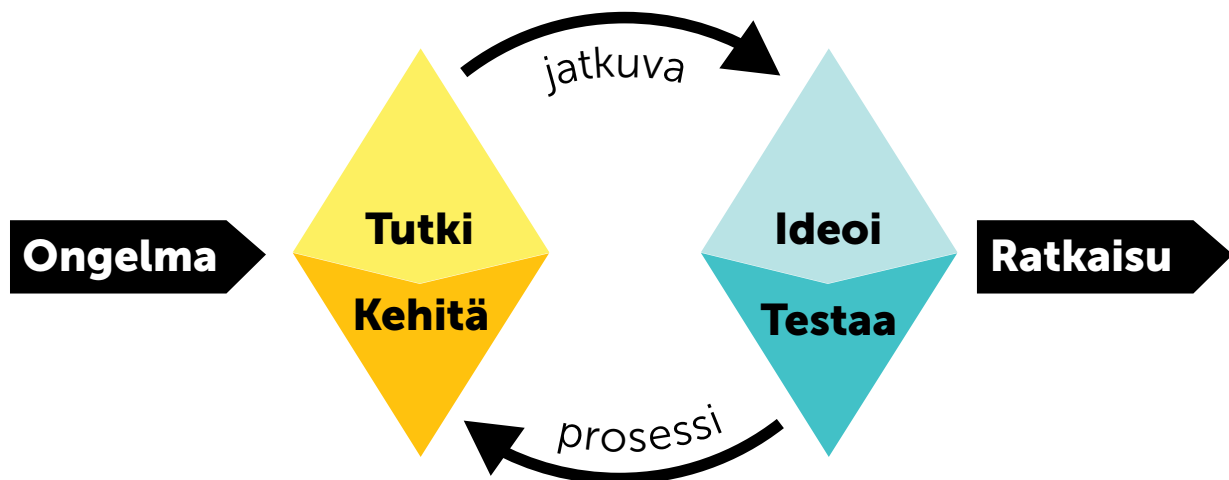 jatkuva
Ongelma
Tutki
Kehitä
Ideoi
Testaa
Ratkaisu
prosessi